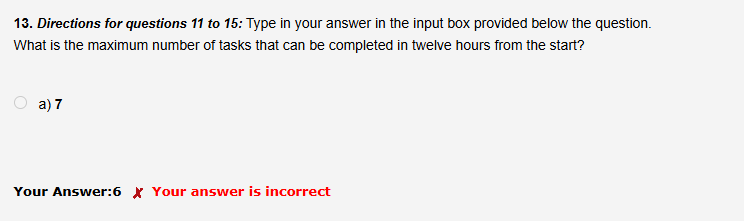 13. Directions for questions 11 to 15: Type in your answer in the input box provided below the question.
What is the maximum number of tasks that can be completed in twelve hours from the start?
a) 7
Your Answer:6 ✗ Your answer is incorrect